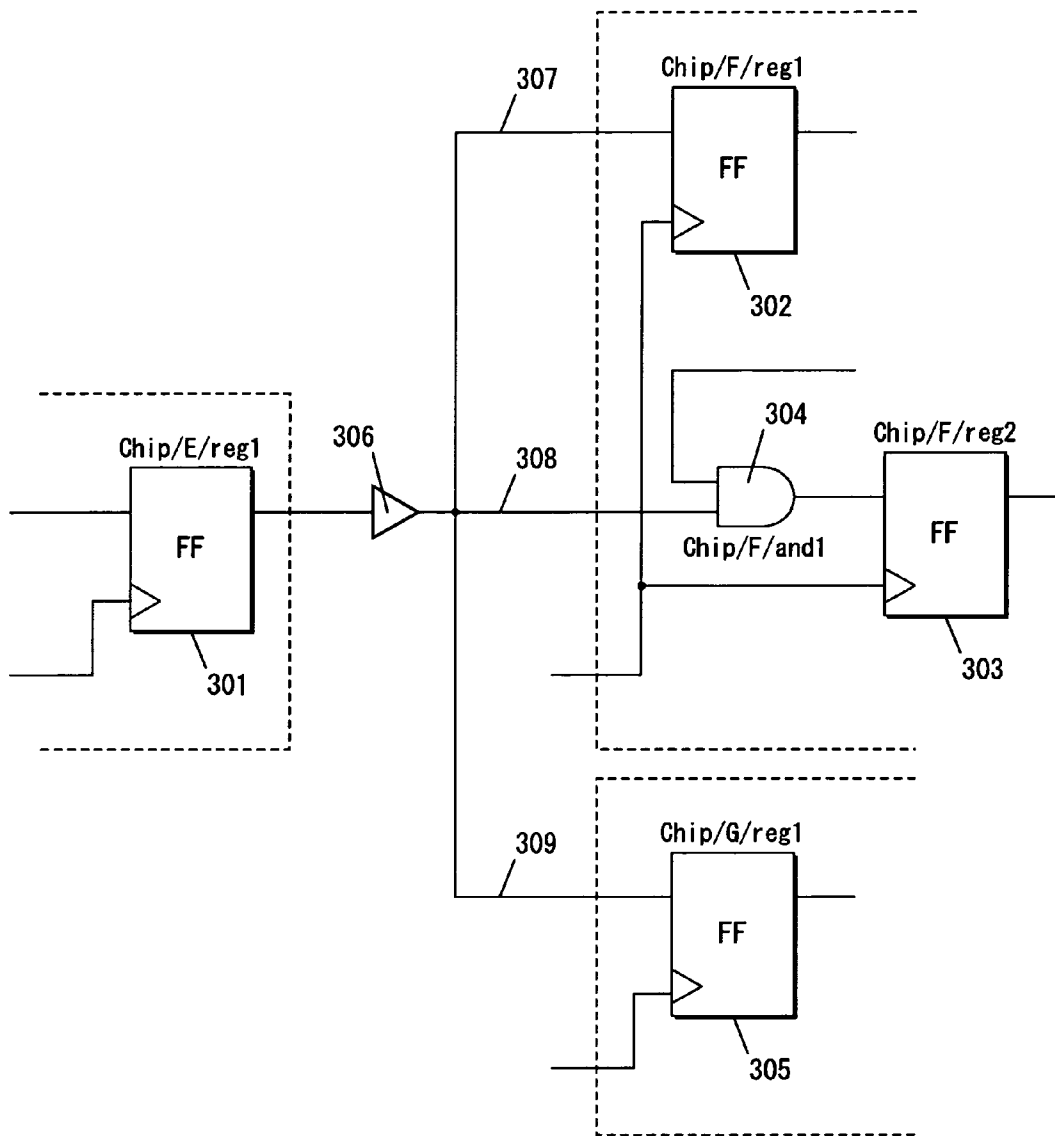 Chip/F/reg1
307
FF
302
304
Chip/E/reg1
306
308
Chip/F/reg2
FF
Chip/F/and1
FF
301
303
Chip/G/reg1
309
FF
305